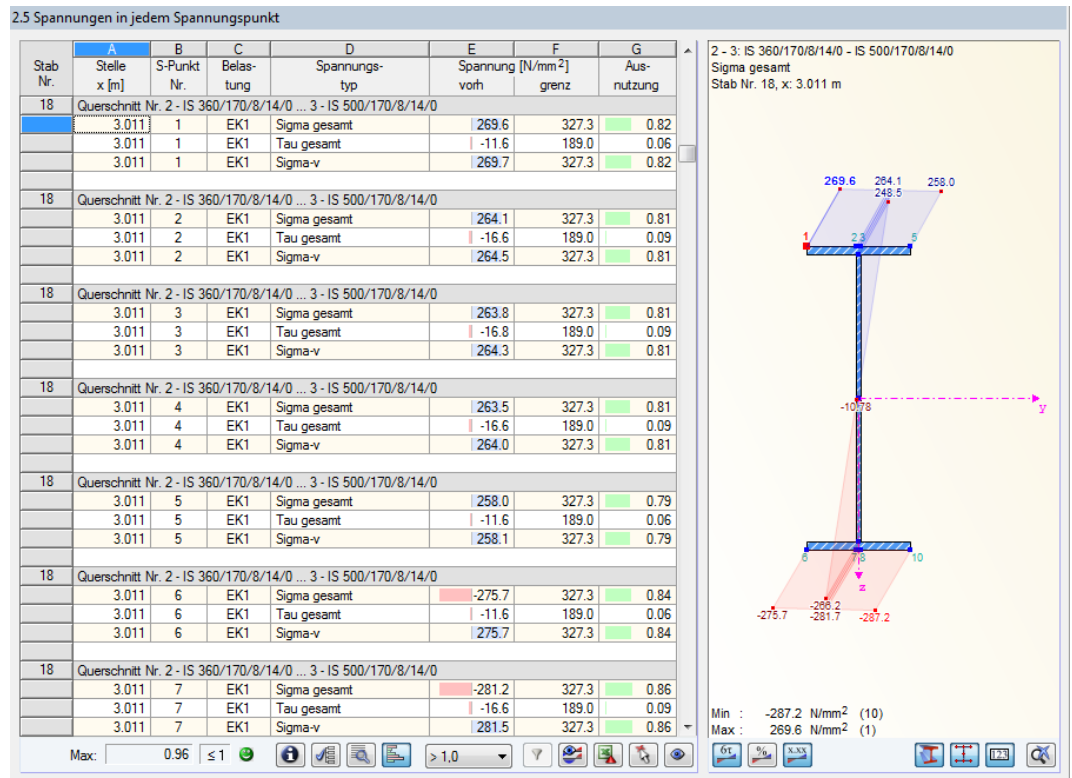 2.5 Spannungen in jedem Spannungspunkt
A B C D E F G
Stab Stelle S-Punkt Belas- Spannungs- Spannung [N/mm²] Aus-
Nr. x [m] Nr. tung typ vorh grenz nutzung
18 Querschnitt Nr. 2 - IS 360/170/8/14/0 ... 3 - IS 500/170/8/14/0
3.011 1 EK1 Sigma gesamt 269.6 327.3 0.82
3.011 1 EK1 Tau gesamt -11.6 189.0 0.06
3.011 1 EK1 Sigma-v 269.7 327.3 0.82
18 Querschnitt Nr. 2 - IS 360/170/8/14/0 ... 3 - IS 500/170/8/14/0
3.011 2 EK1 Sigma gesamt 264.1 327.3 0.81
3.011 2 EK1 Tau gesamt -16.6 189.0 0.09
3.011 2 EK1 Sigma-v 264.5 327.3 0.81
18 Querschnitt Nr. 2 - IS 360/170/8/14/0 ... 3 - IS 500/170/8/14/0
3.011 3 EK1 Sigma gesamt 263.8 327.3 0.81
3.011 3 EK1 Tau gesamt -16.8 189.0 0.09
3.011 3 EK1 Sigma-v 264.3 327.3 0.81
18 Querschnitt Nr. 2 - IS 360/170/8/14/0 ... 3 - IS 500/170/8/14/0
3.011 4 EK1 Sigma gesamt 263.5 327.3 0.81
3.011 4 EK1 Tau gesamt -16.6 189.0 0.09
3.011 4 EK1 Sigma-v 264.0 327.3 0.81
18 Querschnitt Nr. 2 - IS 360/170/8/14/0 ... 3 - IS 500/170/8/14/0
3.011 5 EK1 Sigma gesamt 258.0 327.3 0.79
3.011 5 EK1 Tau gesamt -11.6 189.0 0.06
3.011 5 EK1 Sigma-v 258.1 327.3 0.79
18 Querschnitt Nr. 2 - IS 360/170/8/14/0 ... 3 - IS 500/170/8/14/0
3.011 6 EK1 Sigma gesamt -275.7 327.3 0.84
3.011 6 EK1 Tau gesamt -11.6 189.0 0.06
3.011 6 EK1 Sigma-v 275.7 327.3 0.84
18 Querschnitt Nr. 2 - IS 360/170/8/14/0 ... 3 - IS 500/170/8/14/0
3.011 7 EK1 Sigma gesamt -281.2 327.3 0.86
3.011 7 EK1 Tau gesamt -16.6 189.0 0.09
3.011 7 EK1 Sigma-v 281.5 327.3 0.86
Max: 0.96 ≤ 1 > 1,0
2 - 3: IS 360/170/8/14/0 - IS 500/170/8/14/0
Sigma gesamt
Stab Nr. 18, x: 3.011 m
269.6 264.1 258.0
248.5
1 2 3 5
-10.78
y
6 7 8 10
z
-266.2
-275.7 -281.7 -287.2
Min : -287.2 N/mm² (10)
Max : 269.6 N/mm² (1)
στ % x.xx 123